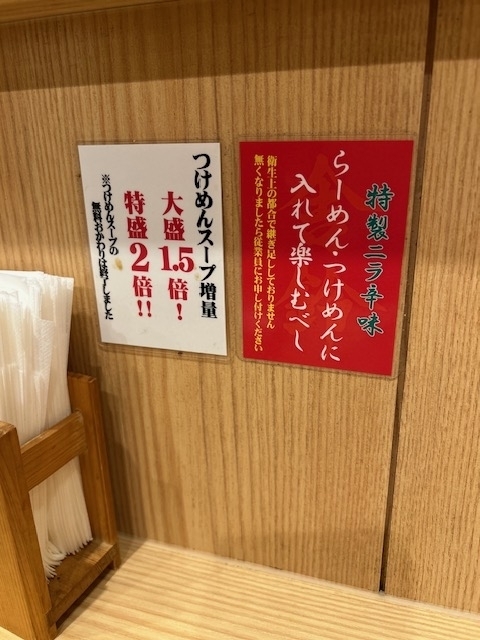 特製ニラ辛味
らーめん・つけめんに
入れて楽しむべし
衛生上の都合で継ぎ足ししておりません
無くなりましたら従業員にお申し付けください
つけめんスープ増量
大盛1.5倍!
特盛2倍!!
※つけめんスープの
無料おかわりは終了しました